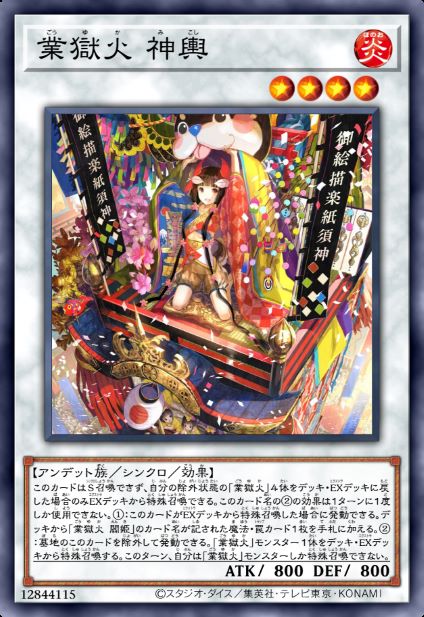 業獄火 神輿
炎
御絵描楽紙須神
御絵描楽紙須神
【アンデット族／シンクロ／効果】
このカードはS召喚できず、自分の除外状態の「業獄火」4体をデッキ・EXデッキに戻
した場合のみEXデッキから特殊召喚できる。このカード名の②の効果は1ターンに1度
しか使用できない。①：このカードがEXデッキから特殊召喚した場合に発動できる。デ
ッキから「業獄火 閻姫」のカード名が記された魔法・罠カード1枚を手札に加える。②
：墓地のこのカードを除外して発動できる。「業獄火」モンスター1体をデッキ・EXデッ
キから特殊召喚する。このターン、自分は「業獄火」モンスターしか特殊召喚できない。
ATK/ 800 DEF/ 800
12844115 ©スタジオ・ダイス/集英社・テレビ東京・KONAMI